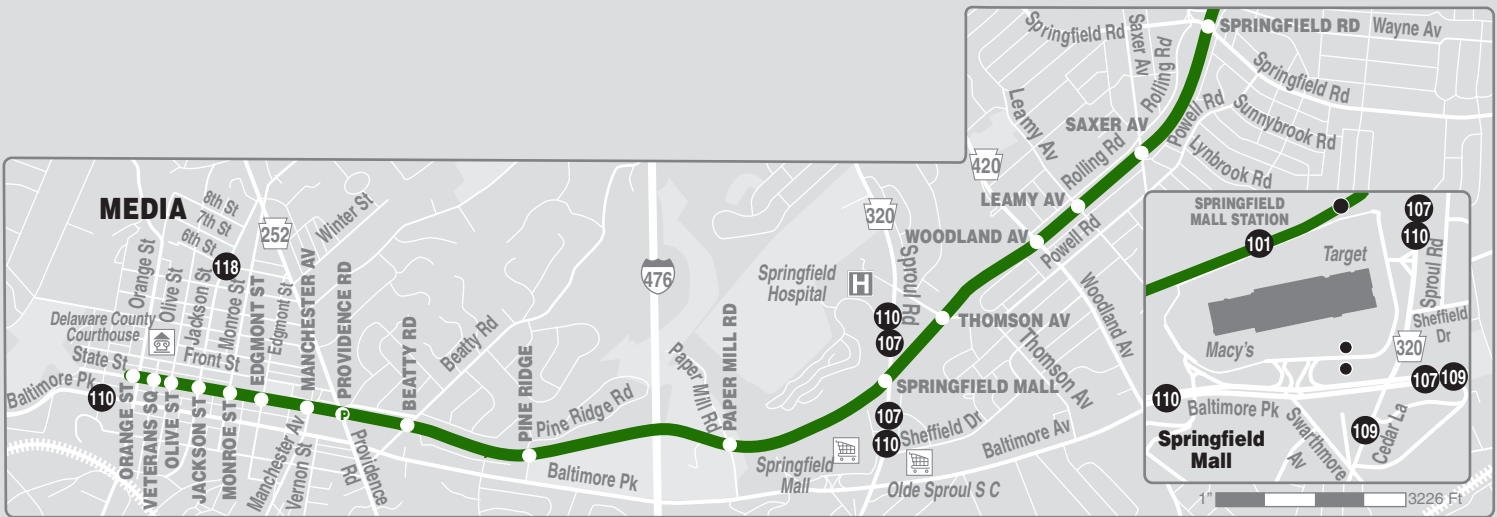 SPRINGFIELD RD
Wayne Av
Springfield Rd
Saxer Av
Rolling Rd
Springfield Rd
Leamy Av
SAXER AV
Powell Rd
Sunnybrook Rd
Lynbrook Rd
Rolling Rd
420
LEAMY AV
WOODLAND AV
Powell Rd
Woodland Av
320
Sproul Rd
Springfield
Hospital
H
110
107
THOMSON AV
Thomson Av
SPRINGFIELD MALL
107
110
Sheffield Dr
Baltimore Av
Springfield
Mall
Olde Sproul S C
MEDIA
8th St
7th St
6th St
252
Winter St
118
Orange St
Olive St
Jackson St
Monroe St
Edgmont St
Delaware County
Courthouse
State St
Front St
Baltimore Pk
110
ORANGE ST
VETERANS SQ
OLIVE ST
JACKSON ST
MONROE ST
EDGMONT ST
MANCHESTER AV
PROVIDENCE RD
P
Manchester Av
Vernon St
Providence
Rd
BEATTY RD
Beatty Rd
PINE RIDGE
Pine Ridge Rd
Baltimore Pk
476
Paper Mill Rd
PAPER MILL RD
SPRINGFIELD
MALL STATION
101
107
110
Target
Sproul Rd
Sheffield
Dr
Macy's
320
107
109
110
Baltimore Pk
Swarthmore
Av
109
Cedar La
Springfield
Mall
1"
3226 Ft